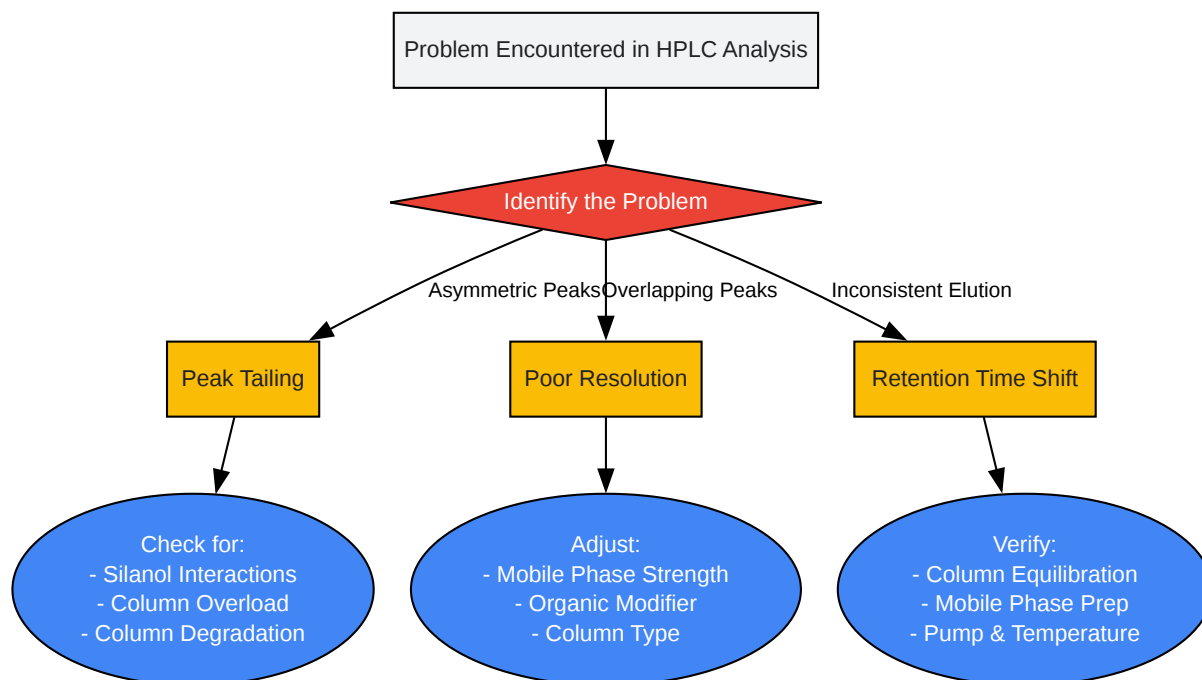 Problem Encountered in HPLC Analysis
Identify the Problem
Asymmetric Peaks
Overlapping Peaks
Inconsistent Elution
Peak Tailing
Poor Resolution
Retention Time Shift
Check for:
- Silanol Interactions
- Column Overload
- Column Degradation
Adjust:
- Mobile Phase Strength
- Organic Modifier
- Column Type
Verify:
- Column Equilibration
- Mobile Phase Prep
- Pump & Temperature